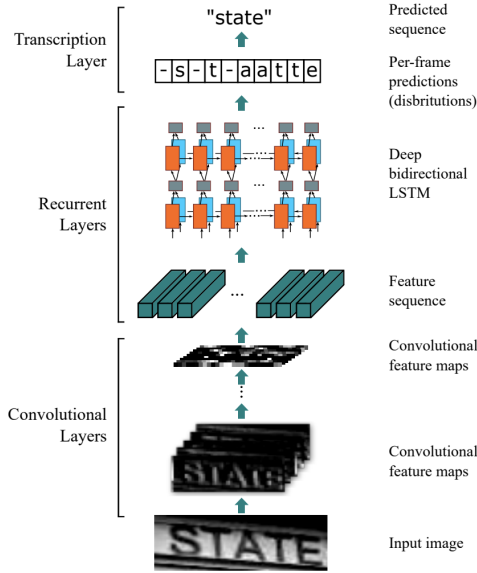 "state"
Predicted
sequence
Transcription
Layer
-s-t-aatte
Per-frame
predictions
(disbritutions)
Recurrent
Layers
...
...
Deep
bidirectional
LSTM
...
Feature
sequence
Convolutional
feature maps
Convolutional
Layers
...
STATE
Convolutional
feature maps
STATE
Input image